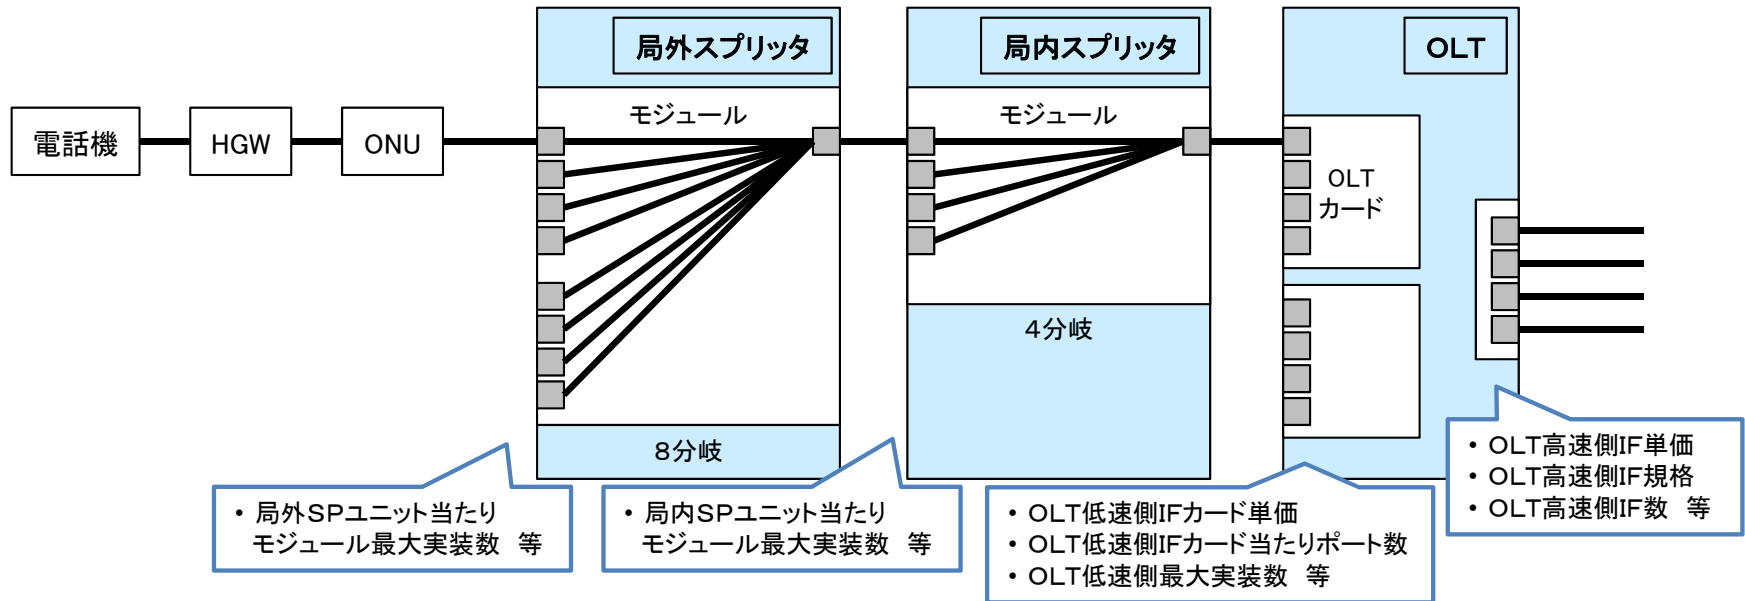 局外スプリッタ
局内スプリッタ
OLT
モジュール
モジュール
電話機
HGW
ONU
OLT
カード
4分岐
8分岐
• 局外SPユニット当たり
モジュール最大実装数 等
• 局内SPユニット当たり
モジュール最大実装数 等
• OLT低速側IFカード単価
• OLT低速側IFカード当たりポート数
• OLT低速側最大実装数 等
• OLT高速側IF単価
• OLT高速側IF規格
• OLT高速側IF数 等